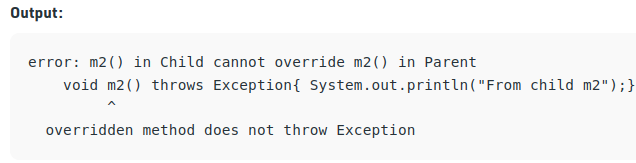 Output:
error: m2() in Child cannot override m2() in Parent
    void m2() throws Exception{ System.out.println("From child m2");}
         ^
  overridden method does not throw Exception